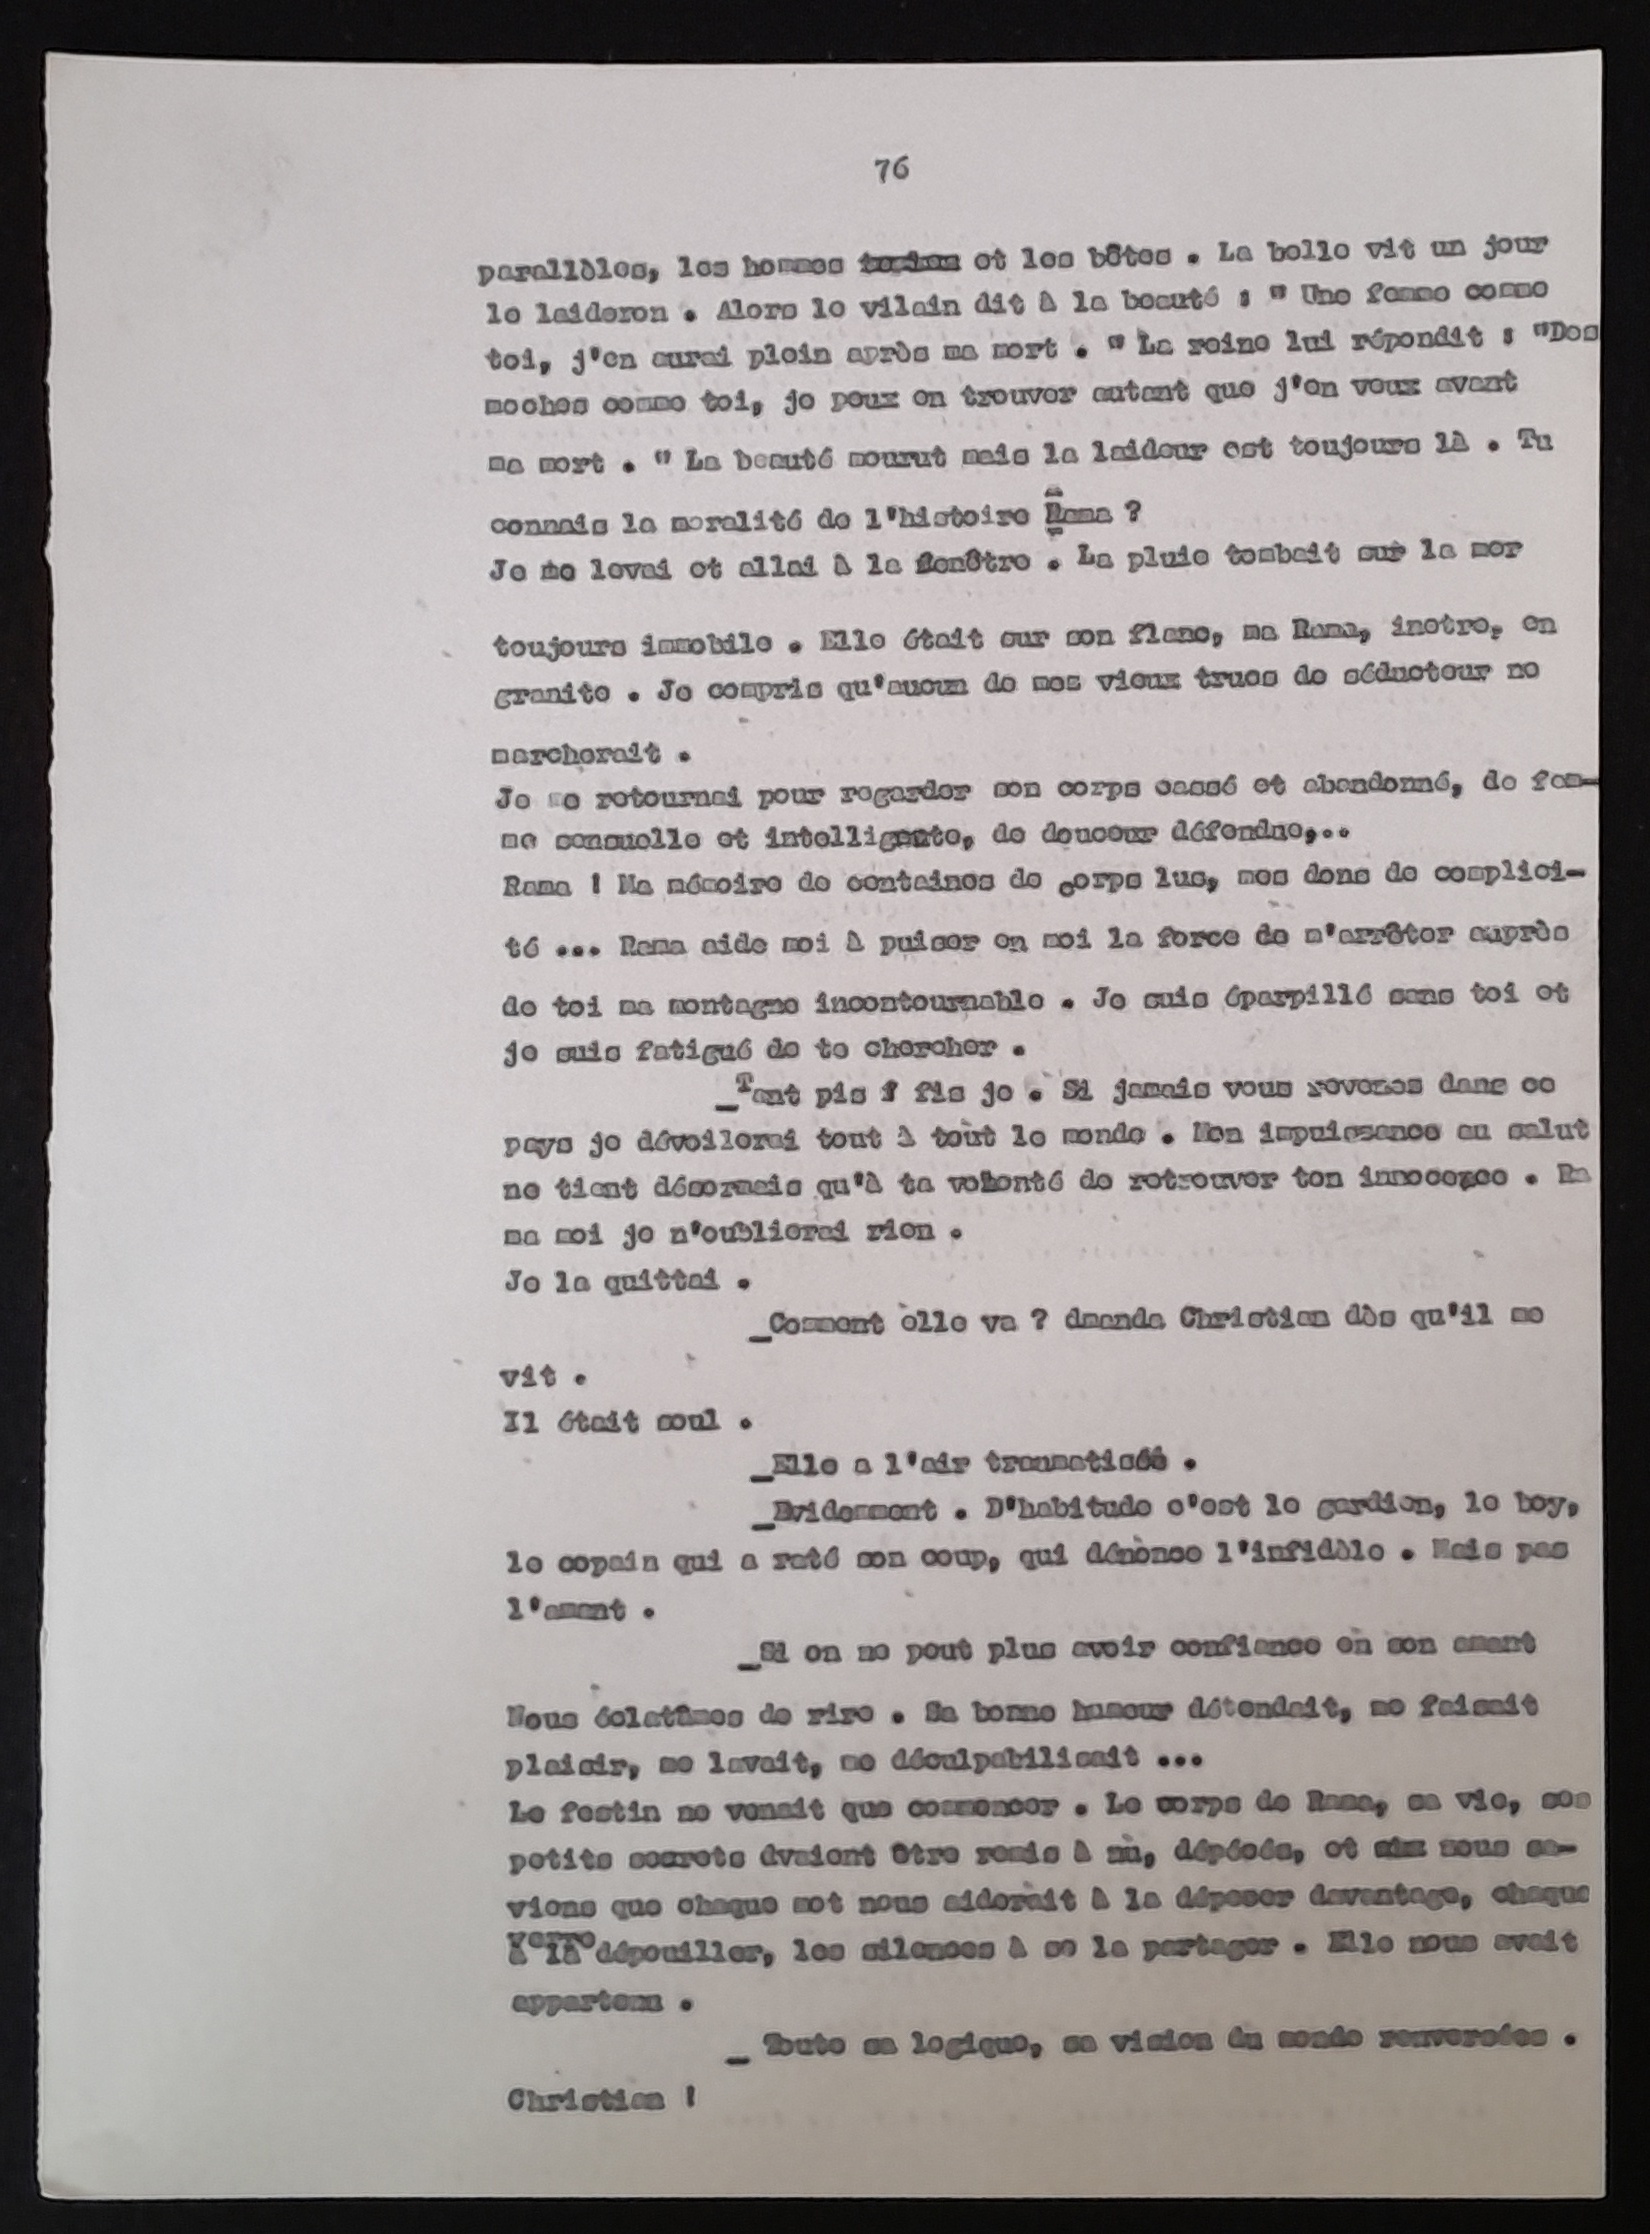 76
parallèles, les hommes et les bêtes . La belle vit un jour
le laideron . Alors le vilain dit à la beauté : " Une femme comme
toi, j'en aurai plein après ma mort . " La reine lui répondit : "Des
moches comme toi, je peux en trouver autant que j'en veux avant
ma mort . " La beauté mourut mais la laideur est toujours là . Tu
connais la moralité de l'histoire Rama ?
Je me levai et allai à la fenêtre . La pluie tombait sur la mer
toujours immobile . Elle était sur son flanc, ma Rama, inotre, en
granite . Je compris qu'aucun de mes vieux trucs de séducteur ne
marcherait .
Je me retournai pour regarder son corps cassé et abandonné, de fem-
me sensuelle et intelligente, de douceur défendue,..
Rama ! Ma mémoire de centaines de corps lus, mes dons de complici-
té ... Rama aide moi à puiser en moi la force de m'arrêter auprès
de toi ma montagne incontournable . Je suis éparpillé sans toi et
je suis fatigué de te chercher .
_Tant pis ! fis je . Si jamais vous revenes dans ce
pays je dévoilerai tout à tout le monde . Mon impuissance au salut
ne tient désormais qu'à ta volonté de retrouver ton innocence . Ra
ma moi je n'oublierai rien .
Je la quittai .
_Comment elle va ? dmanda Christian dès qu'il me
vit .
Il était soul .
_Elle a l'air traumatisée .
_Evidemment . D'habitude c'est le gardien, le boy,
le copain qui a raté son coup, qui dénonce l'infidèle . Mais pas
l'amant .
_Si on ne peut plus avoir confiance en son amant
Nous éclatâmes de rire . Sa bonne humeur détendait, me faisait
plaisir, me lavait, me déculpabilisait ...
Le festin ne venait que commencer . Le corps de Rama, sa vie, ses
petits secrets dvaient être remis à nu, dépécés, et nous sa-
vions que chaque mot nous aiderait à la déposer davantage, chaque
verre
à la dépouiller, les silences à se la partager . Elle nous avait
appartenu .
_ Toute sa logique, sa vision du monde renversées .
Christian !